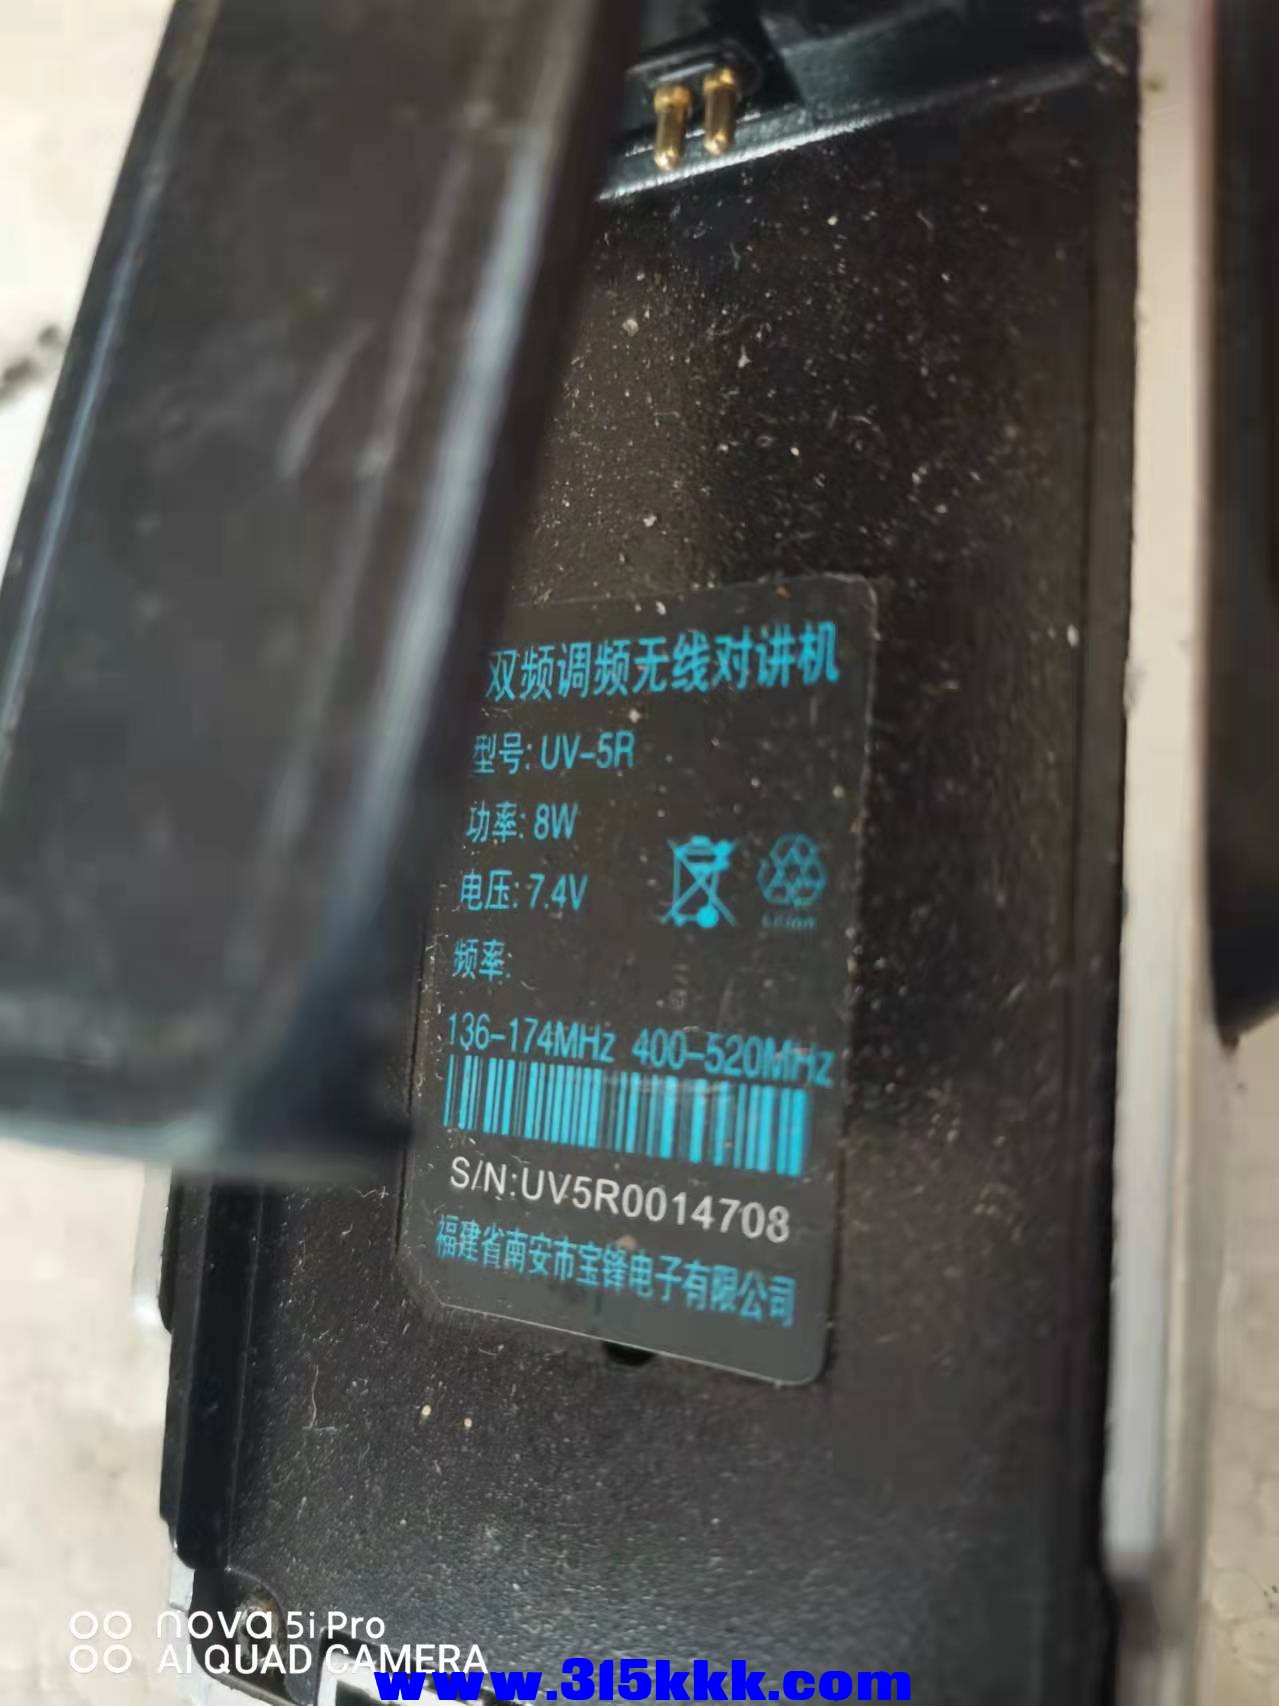 双频调频无线对讲机
型号: UV-5R
功率: 8W
电压: 7.4V
频率:
136-174MHz 400-520MHz
S/N:UV5R0014708
福建省南安市宝锋电子有限公司
nova 5i Pro
AI QUAD CAMERA
www.315kkk.com